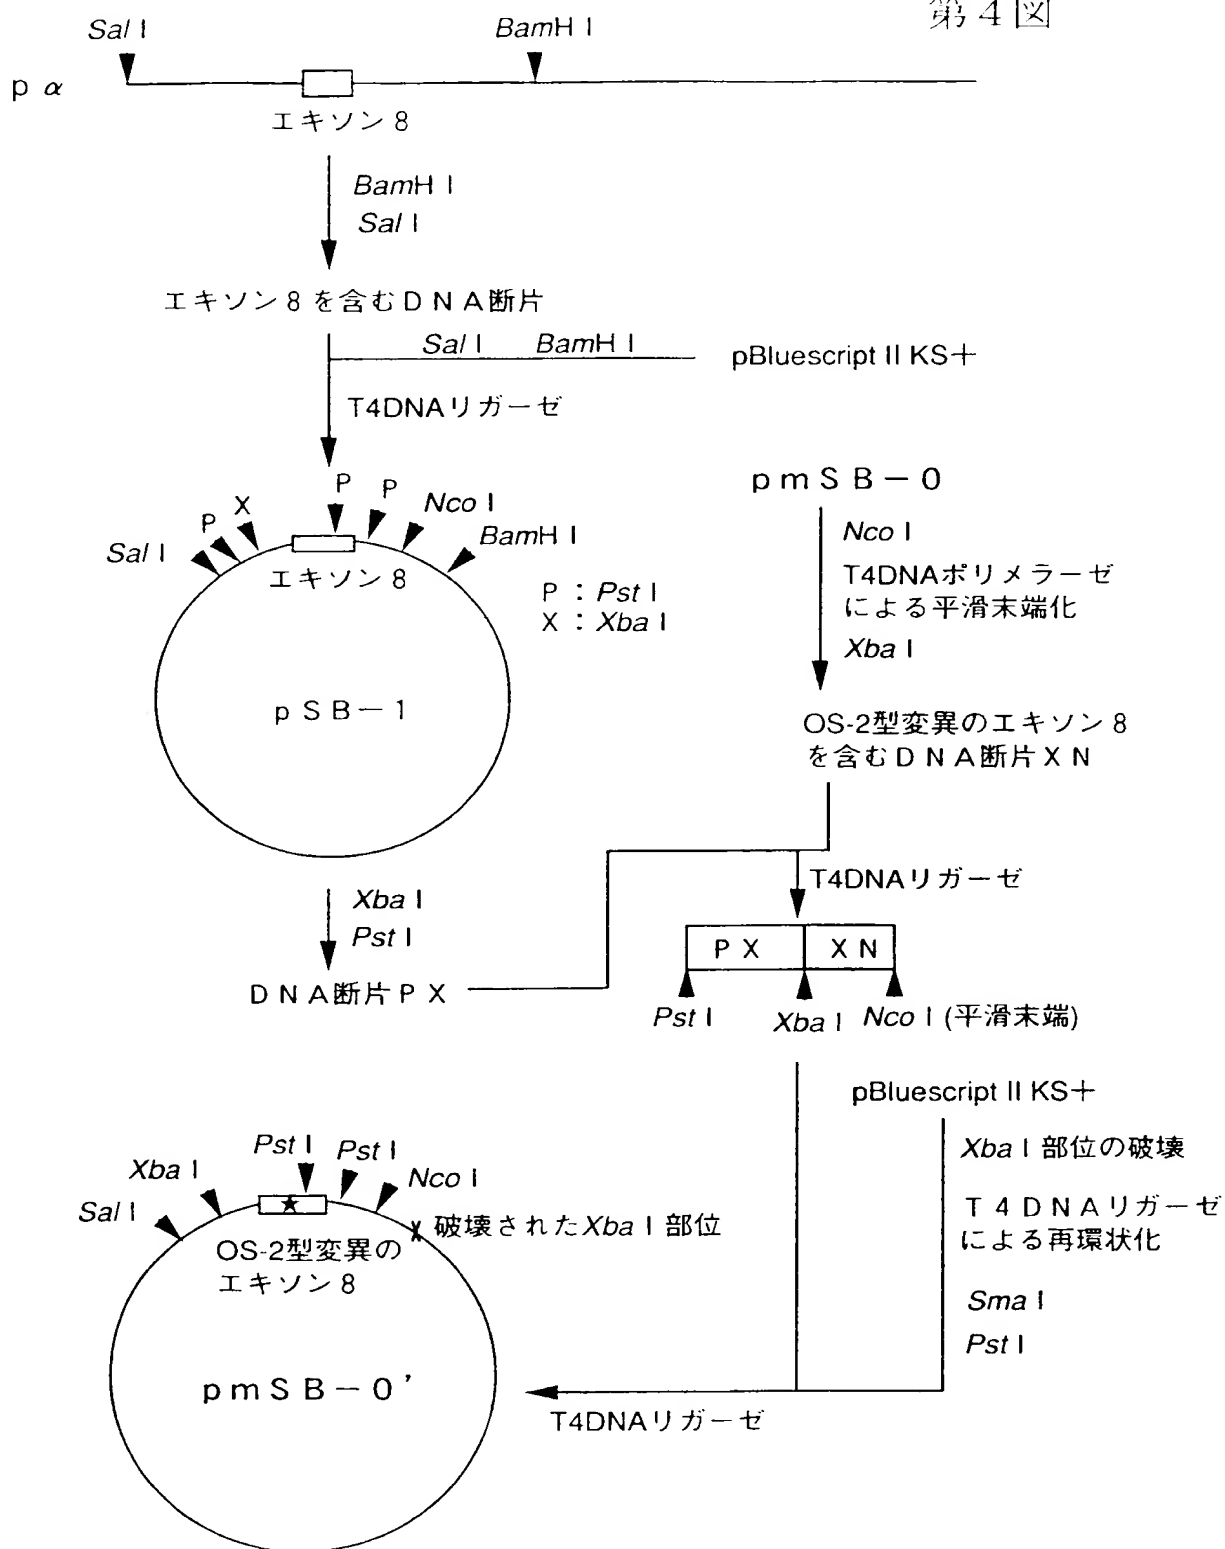 第4図
Sal I
BamH I
p α
エキソン8
BamH I
Sal I
エキソン8を含むDNA断片
Sal I BamH I
pBluescript II KS+
T4DNAリガーゼ
P
P
Nco I
X
P
Sal I
BamH I
エキソン8
P：Pst I
X：Xba I
pSB-1
pmSB-0
Nco I
T4DNAポリメラーゼ
による平滑末端化
Xba I
OS-2型変異のエキソン8
を含むDNA断片XN
Xba I
Pst I
DNA断片PX
T4DNAリガーゼ
PX
XN
Pst I
Xba I
Nco I (平滑末端)
pBluescript II KS+
Xba I 部位の破壊
T4DNAリガーゼ
による再環状化
Sma I
Pst I
Pst I
Pst I
Xba I
Nco I
Sal I
破壊されたXba I 部位
OS-2型変異の
エキソン8
pmSB-0'
T4DNAリガーゼ